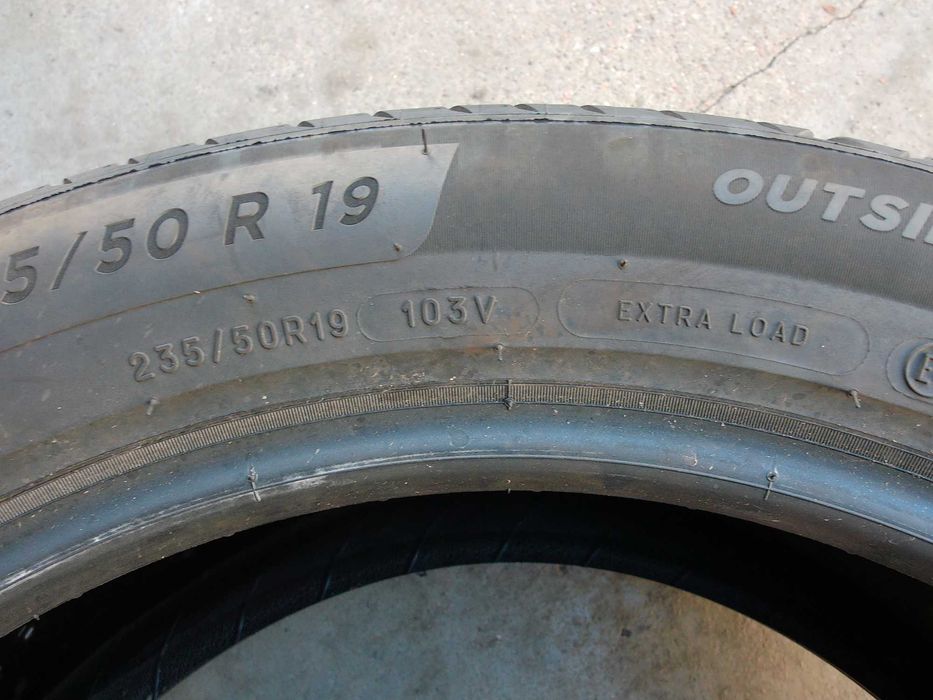 5/50 R 19
OUTSI
235/50R19 103V EXTRA LOAD